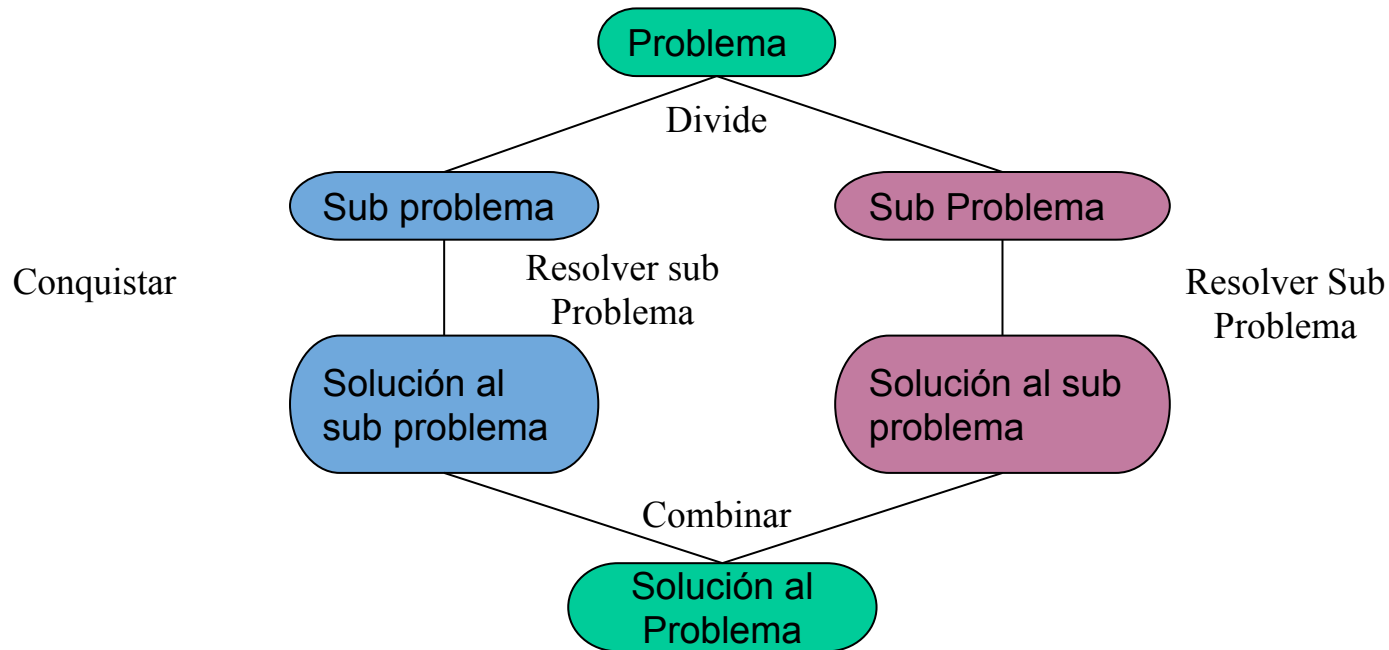 Problema
Divide
Sub problema
Sub Problema
Conquistar
Resolver sub
Problema
Resolver Sub
Problema
Solución al
sub problema
Solución al sub
problema
Combinar
Solución al
Problema